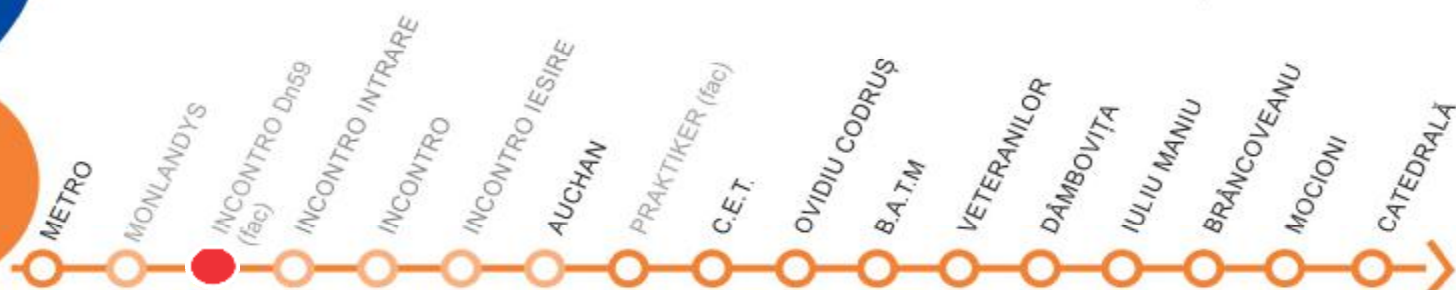 METRO
MONLANDYS
INCONTRO Dn59
(fac)
INCONTRO INTRARE
INCONTRO
INCONTRO IESIRE
AUCHAN
PRAKTIKER (fac)
C.E.T.
OVIDIU CODRUȘ
B.A.T.M
VETERANILOR
DÂMBOVIȚA
IULIU MANIU
BRÂNCOVEANU
MOCIONI
CATEDRALĂ